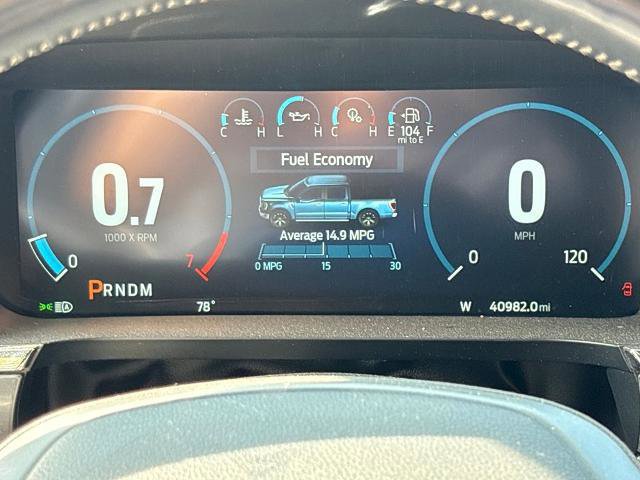 C H L H C H E 104 F
mi to E
Fuel Economy
0.7
1000 X RPM
0 7
Average 14.9 MPG
0 MPG 15 30
0
MPH
0 120
PRNDM
A 78° W 40982.0 mi